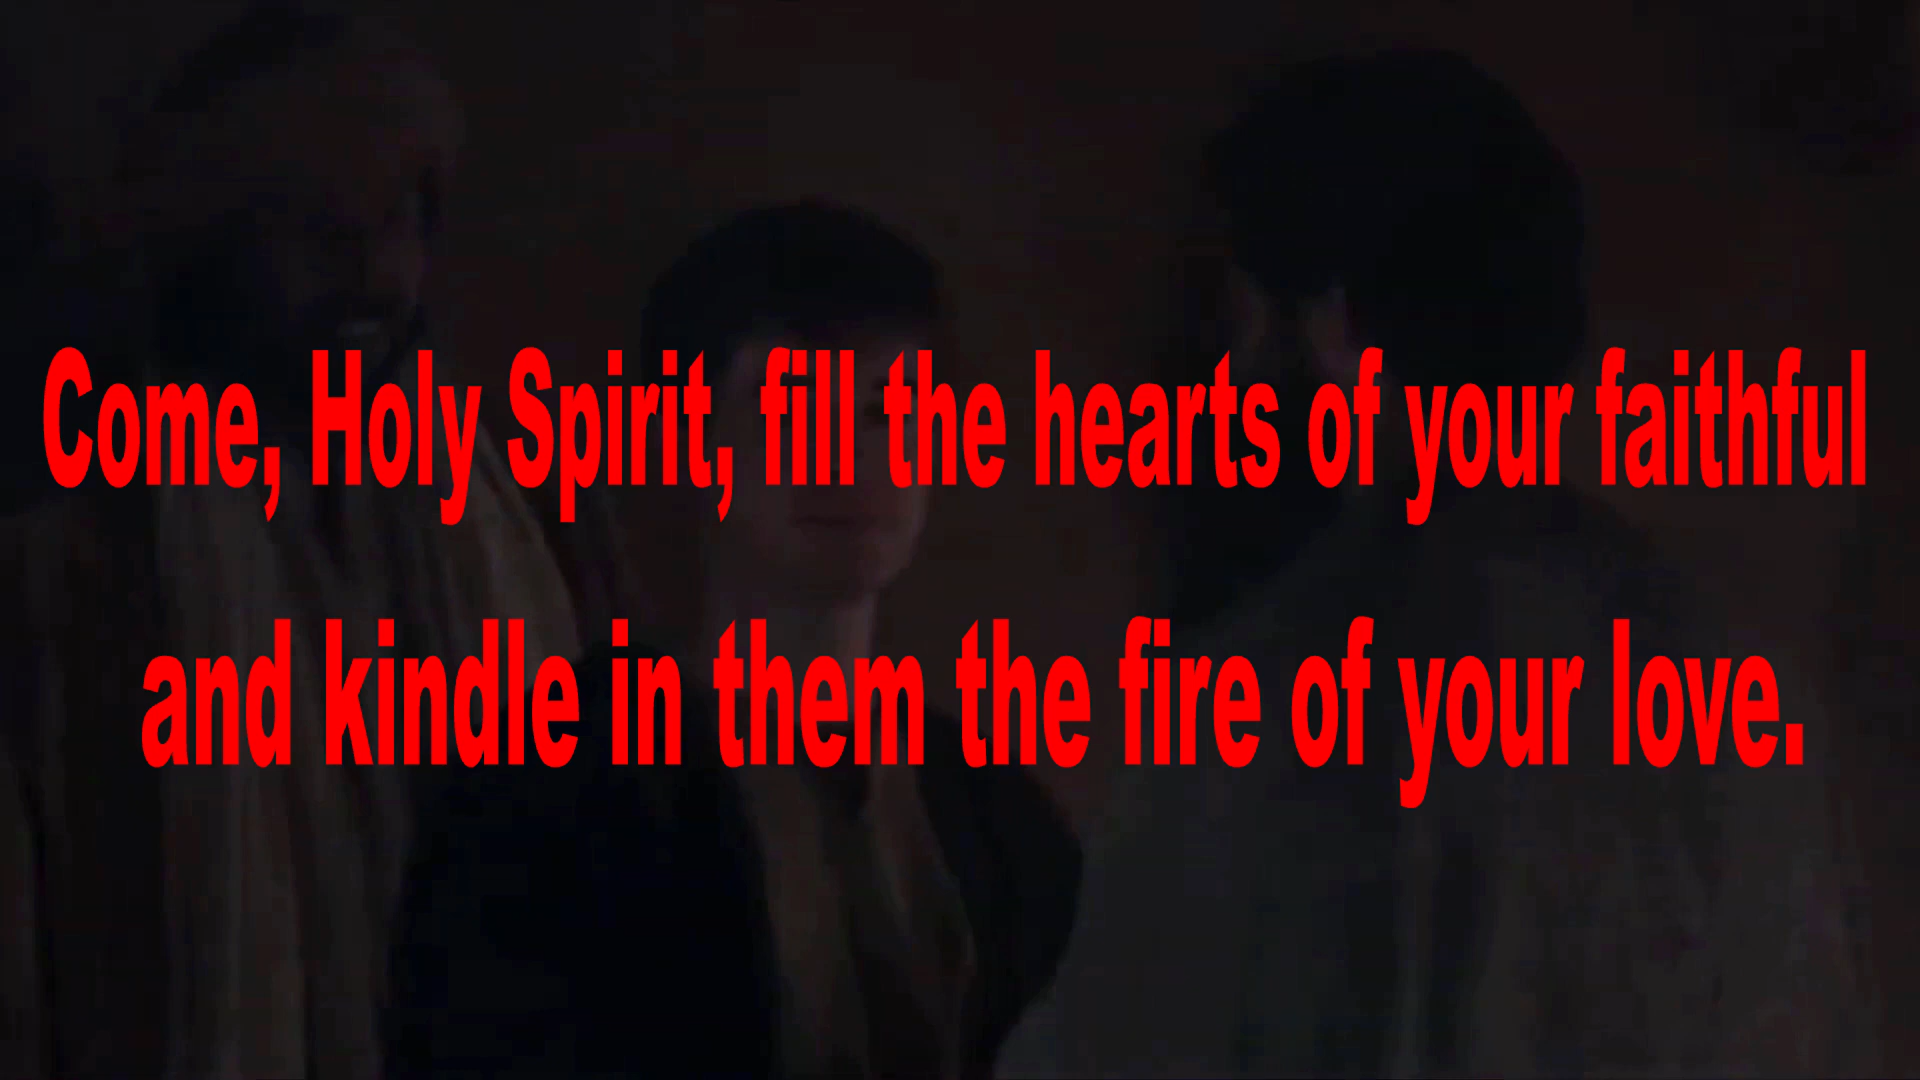 Come, Holy Spirit, fill the hearts of your faithful
and kindle in them the fire of your love.